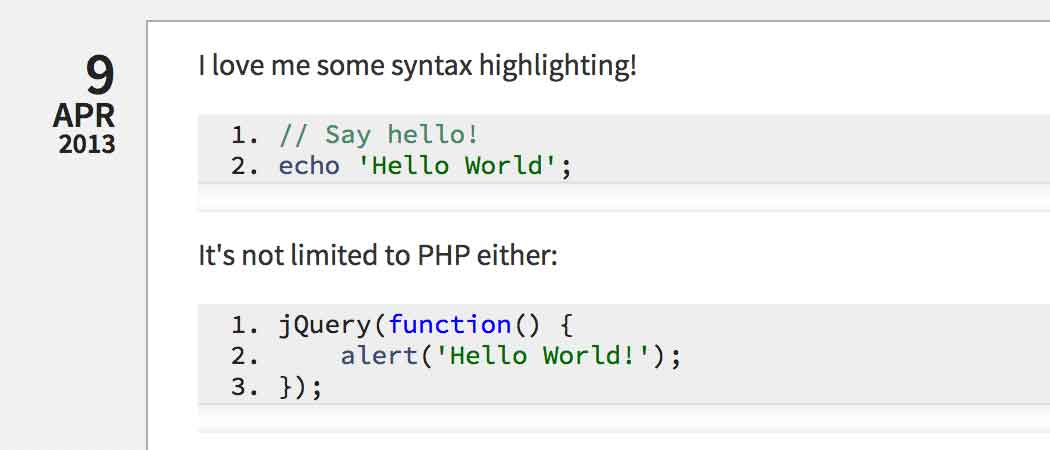 9
APR
2013
I love me some syntax highlighting!
1. // Say hello!
2. echo 'Hello World';
It's not limited to PHP either:
1. jQuery(function() {
2.     alert('Hello World!');
3. });